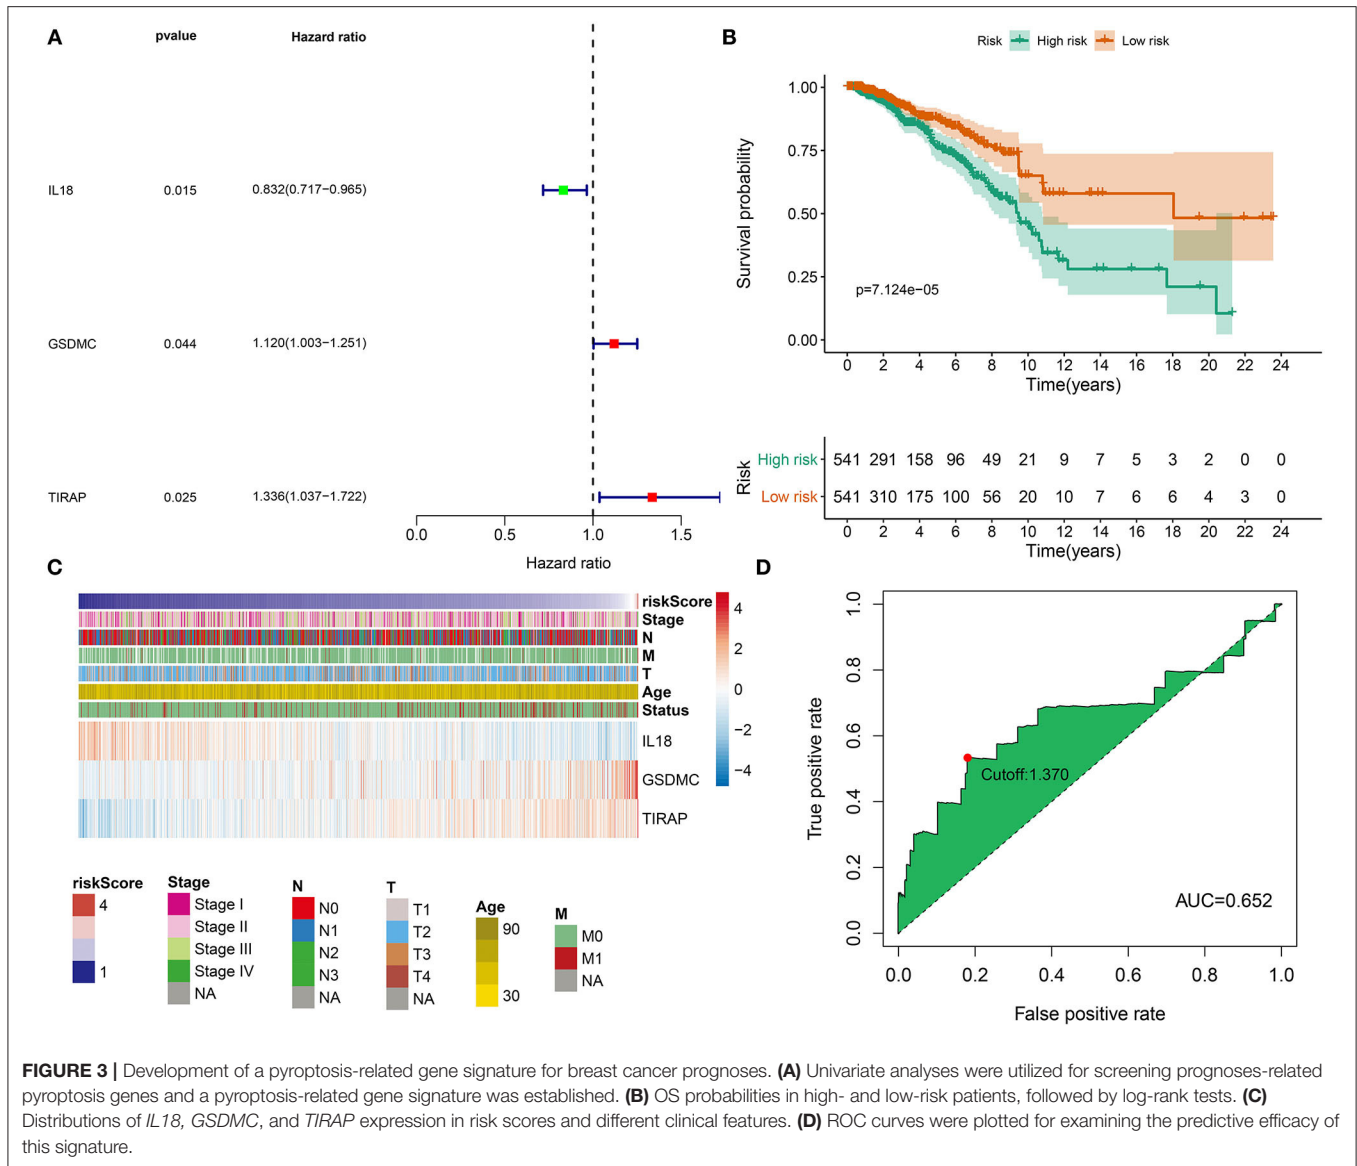 A
pvalue Hazard ratio
IL18 0.015 0.832(0.717−0.965)
GSDMC 0.044 1.120(1.003−1.251)
TIRAP 0.025 1.336(1.037−1.722)
0.0 0.5 1.0 1.5
Hazard ratio
B
Risk High risk Low risk
Survival probability
1.00
0.75
0.50
0.25
0.00
p=7.124e−05
0 2 4 6 8 10 12 14 16 18 20 22 24
Time(years)
Risk
High risk 541 291 158 96 49 21 9 7 5 3 2 0 0
Low risk 541 310 175 100 56 20 10 7 6 6 4 3 0
0 2 4 6 8 10 12 14 16 18 20 22 24
Time(years)
C
riskScore
Stage
N
M
T
Age
Status
IL18
GSDMC
TIRAP
4
2
0
−2
−4
riskScore
4
1
Stage
Stage I
Stage II
Stage III
Stage IV
NA
N
N0
N1
N2
N3
NA
T
T1
T2
T3
T4
NA
Age
90
30
M
M0
M1
NA
D
True positive rate
1.0
0.8
0.6
0.4
0.2
0.0
Cutoff:1.370
AUC=0.652
0.0 0.2 0.4 0.6 0.8 1.0
False positive rate
FIGURE 3 | Development of a pyroptosis-related gene signature for breast cancer prognoses. (A) Univariate analyses were utilized for screening prognoses-related
pyroptosis genes and a pyroptosis-related gene signature was established. (B) OS probabilities in high- and low-risk patients, followed by log-rank tests. (C)
Distributions of IL18, GSDMC, and TIRAP expression in risk scores and different clinical features. (D) ROC curves were plotted for examining the predictive efficacy of
this signature.